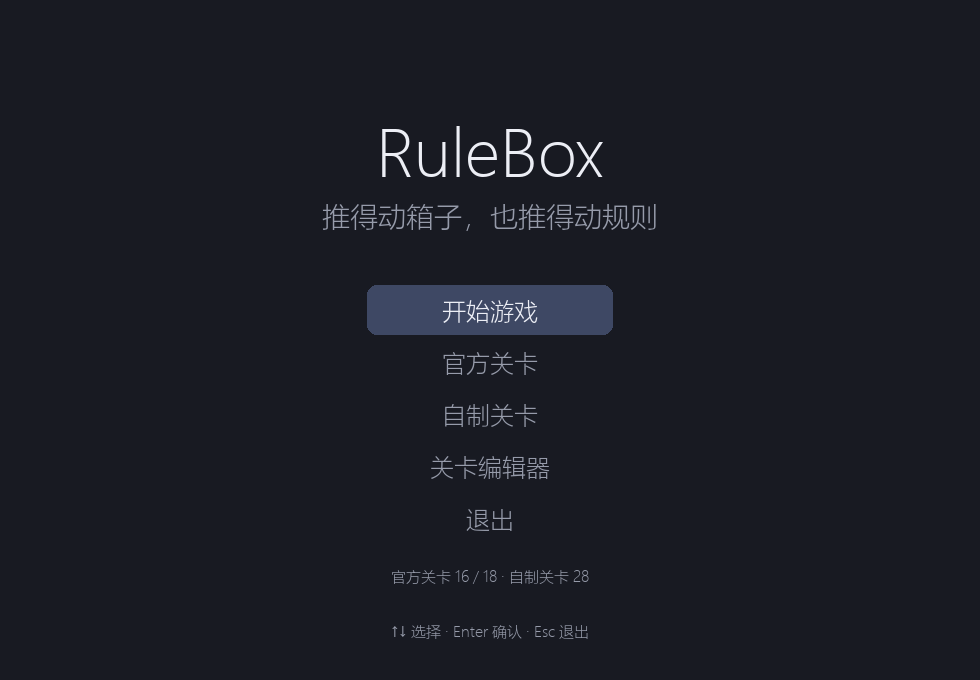 RuleBox
推得动箱子，也推得动规则
开始游戏
官方关卡
自制关卡
关卡编辑器
退出
官方关卡 16 / 18 · 自制关卡 28
↑↓ 选择 · Enter 确认 · Esc 退出